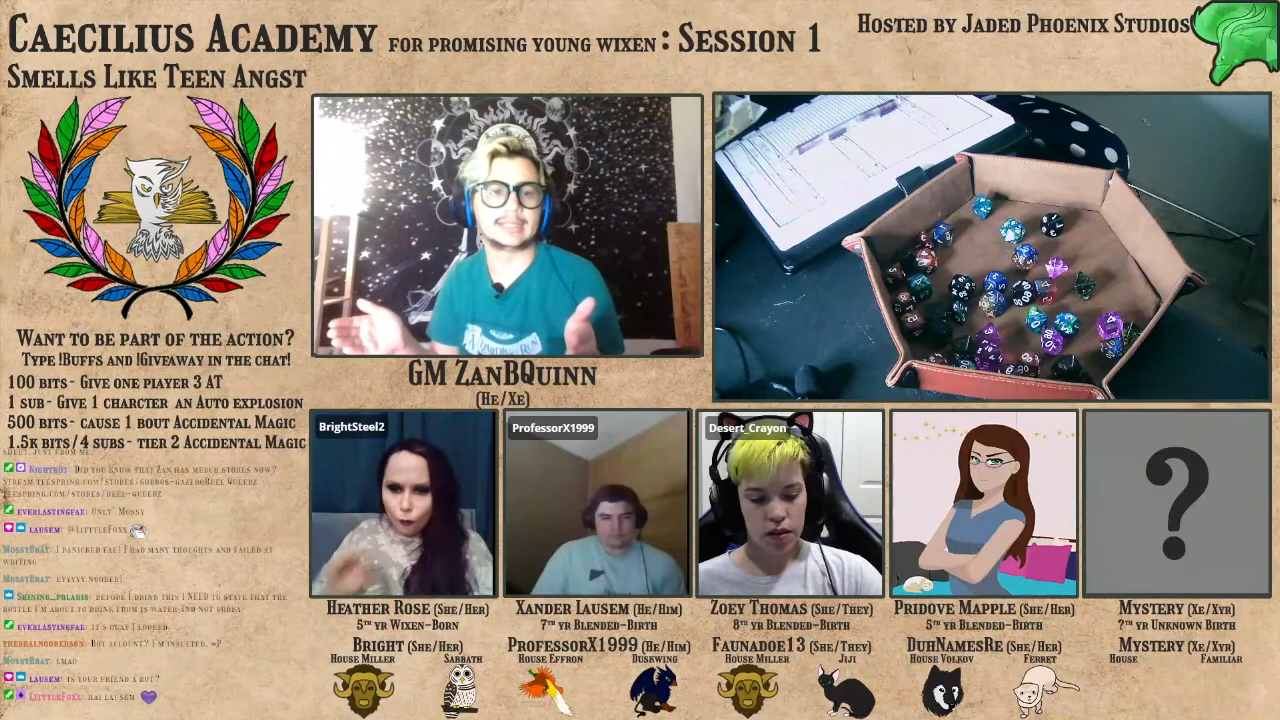 Caecilius Academy for promising young wixen: Session 1
Hosted by Jaded Phoenix Studios
Smells Like Teen Angst
Want to be part of the action?
Type !Buffs and !Giveaway in the chat!
100 bits - Give one player 3 AT
1 sub - Give 1 charcter an Auto explosion
500 bits - cause 1 bout Accidental Magic
1.5k bits/4 subs - tier 2 Accidental Magic
sheet, just from me.
Nightbot: Did you know that Zan has merch stores now?
everlastingfae: Only* Mossy
lausem: @LittleFoxx
MossyBrat: I panicked Fae! I had many thoughts and failed at
writing
MossyBrat: eyyyyy nodded!
Shining_polaris: before I drink this I NEED to state that the
bottle I'm about to drink from is water and not vodka
everlastingfae: it's okay I looked
therealnobberson: Bot account? I'm insulted. =P
MossyBrat: lmao
lausem: is your friend a bot?
LittleFoxx: hai lausem
GM ZanBQuinn
(He/Xe)
BrightSteel2
ProfessorX1999
Desert_Crayon
?
Heather Rose (She/Her)
5th yr Wixen-Born
Bright (She/Her)
House Miller
Sabbath
Xander Lausem (He/Him)
7th yr Blended-Birth
ProfessorX1999 (He/Him)
House Effron
Duskwing
Zoey Thomas (She/They)
8th yr Blended-Birth
Faunadoe13 (She/They)
House Miller
Jiji
Pridove Mapple (She/Her)
5th yr Blended-Birth
DuhNamesRe (She/Her)
House Volkov
Ferret
Mystery (Xe/Xyr)
?th yr Unknown Birth
Mystery (Xe/Xyr)
House
Familiar